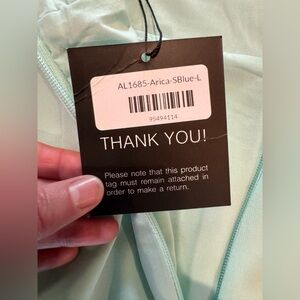 AL1685-Arica-SBlue-L
95494114
THANK YOU!
Please note that this product
tag must remain attached in
order to make a return.